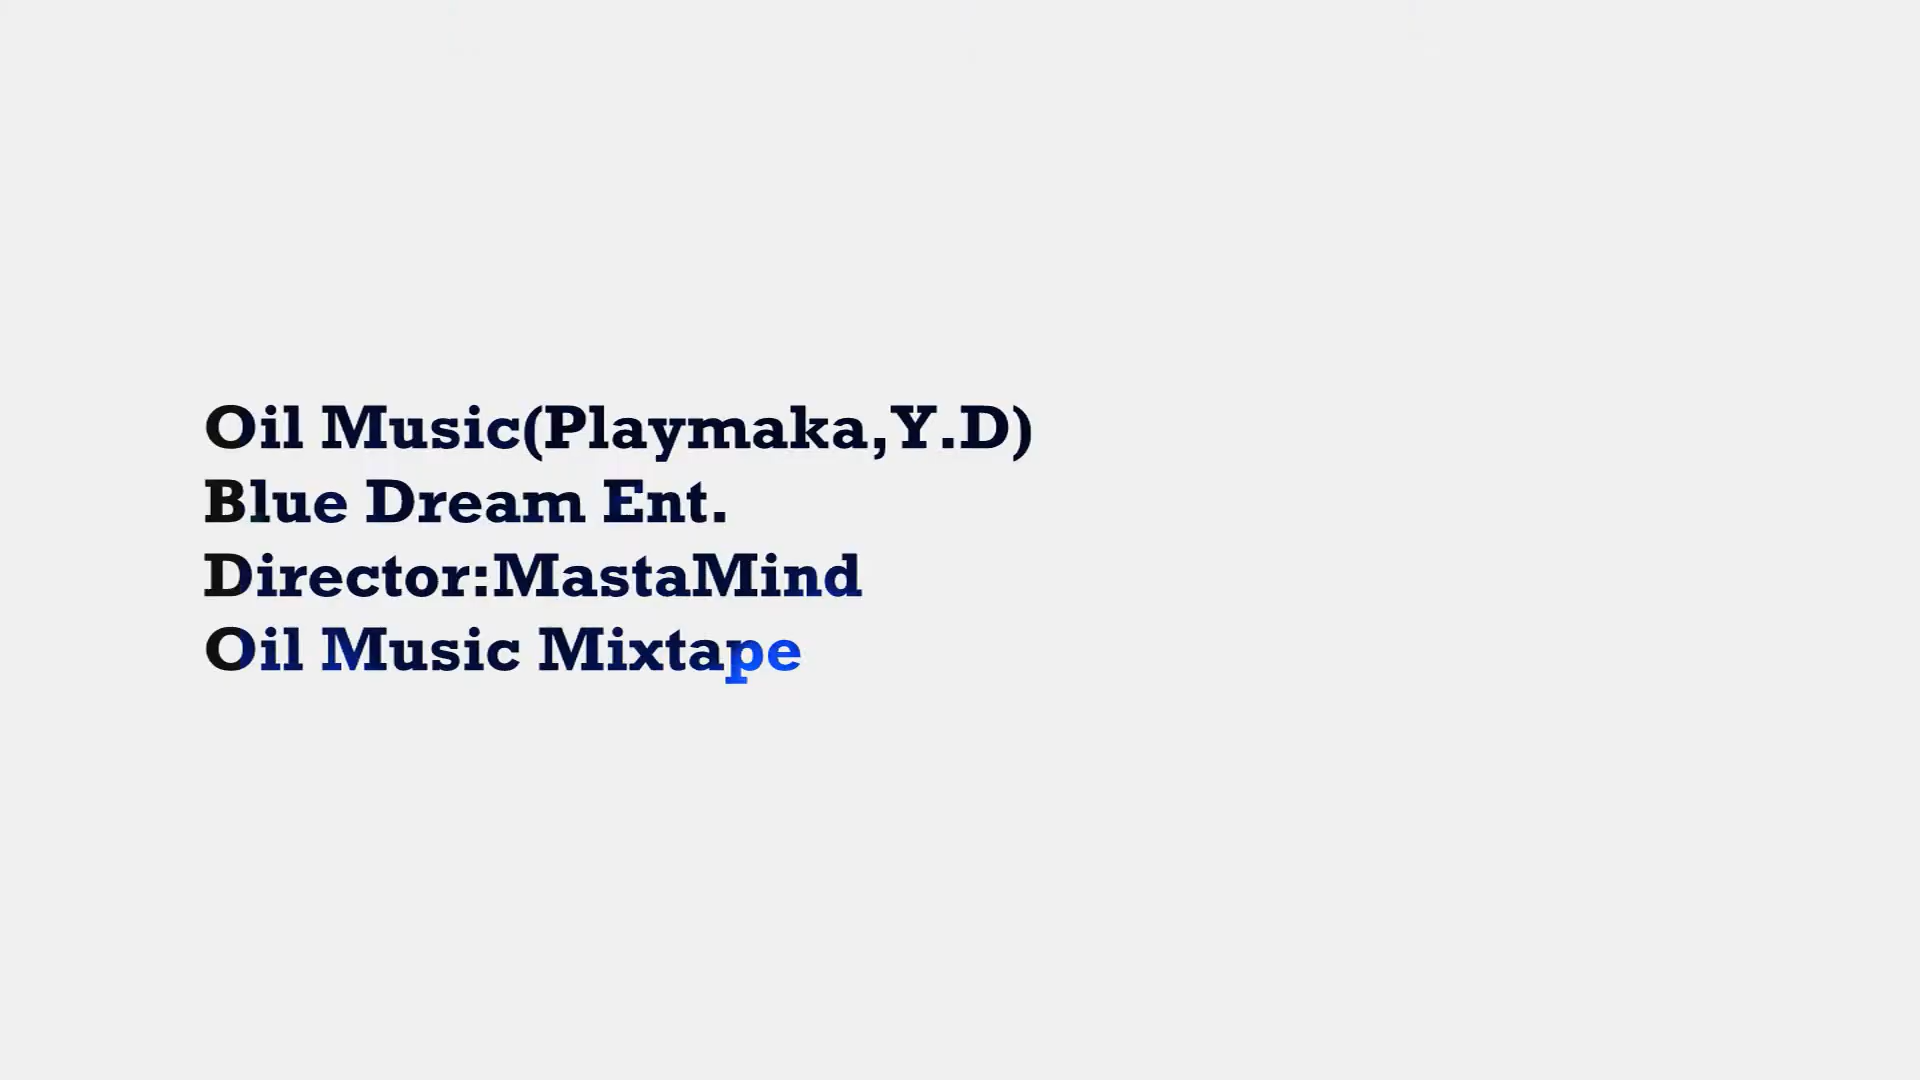 Oil Music(Playmaka,Y.D)
Blue Dream Ent.
Director:MastaMind
Oil Music Mixtape